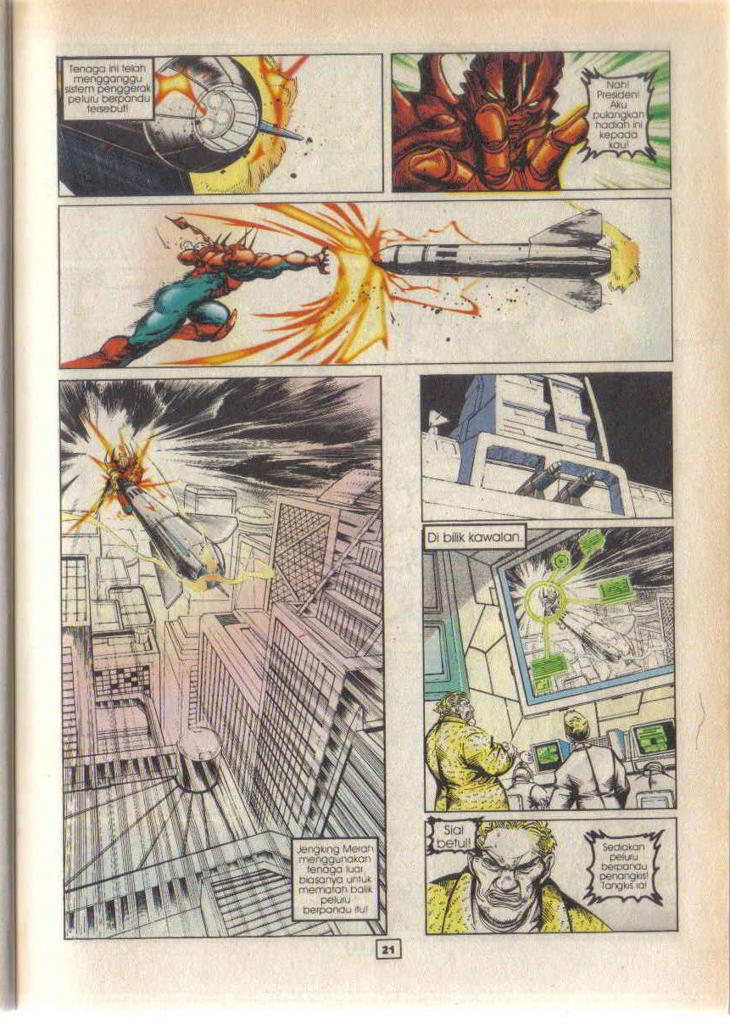 Tenaga ini telah
mengganggu
sistem penggerak
peluru berpandu
tersebut!
Nah!
Presiden!
Aku
pulangkan
hadiah ini
kepada
kau!
Jengking Merah
menggunakan
tenaga luar
biasanya untuk
mematah balik
peluru
berpandu itu!
Di bilik kawalan.
Sial
betul!
Sediakan
peluru
berpandu
penangkis!
Tangkis ia!
21